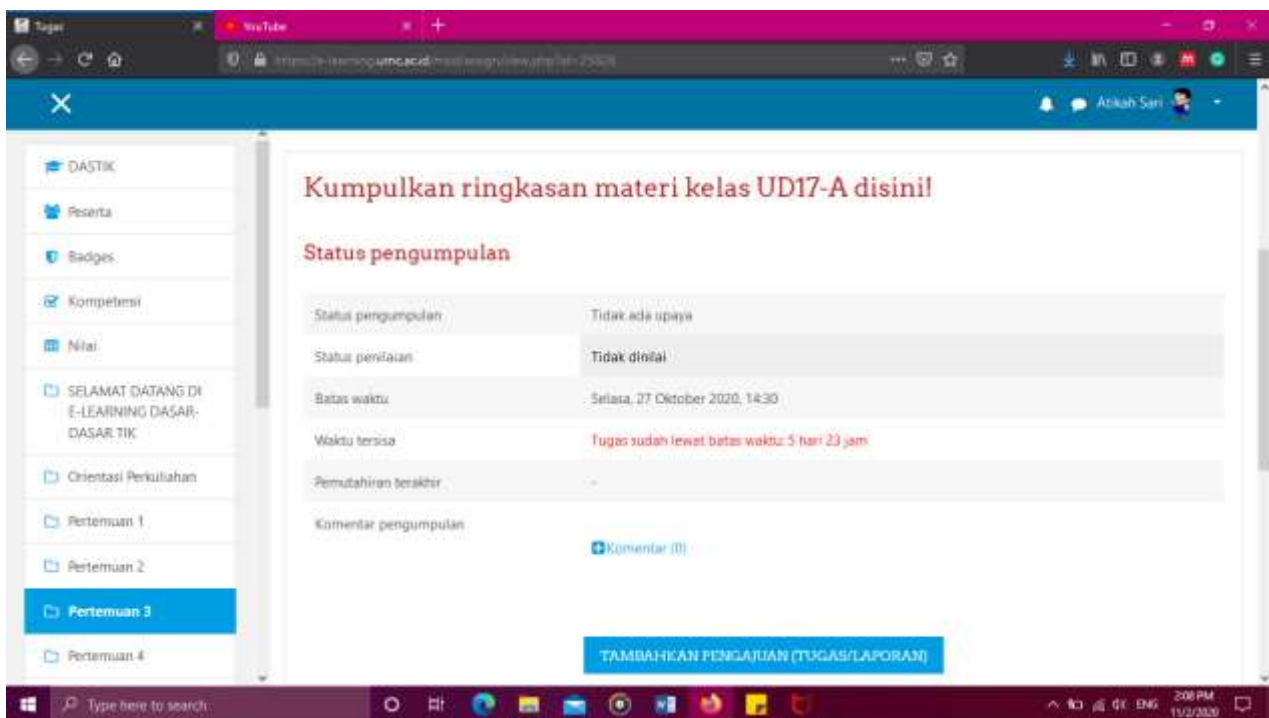 Tugas
YouTube
Atikah Sari
DASTIK
Peserta
Badges
Kompetensi
Nilai
SELAMAT DATANG DI
E-LEARNING DASAR-
DASAR TIK
Orientasi Perkuliahan
Pertemuan 1
Pertemuan 2
Pertemuan 3
Pertemuan 4
Kumpulkan ringkasan materi kelas UD17-A disini!
Status pengumpulan
Status pengumpulan Tidak ada upaya
Status penilaian Tidak dinilai
Batas waktu Selasa, 27 Oktober 2020, 14:30
Waktu tersisa Tugas sudah lewat batas waktu: 5 hari 23 jam
Pemutahiran terakhir -
Komentar pengumpulan
Komentar (0)
TAMBAHKAN PENGAJUAN (TUGAS/LAPORAN)
Type here to search
ENG
2:08 PM
11/2/2020